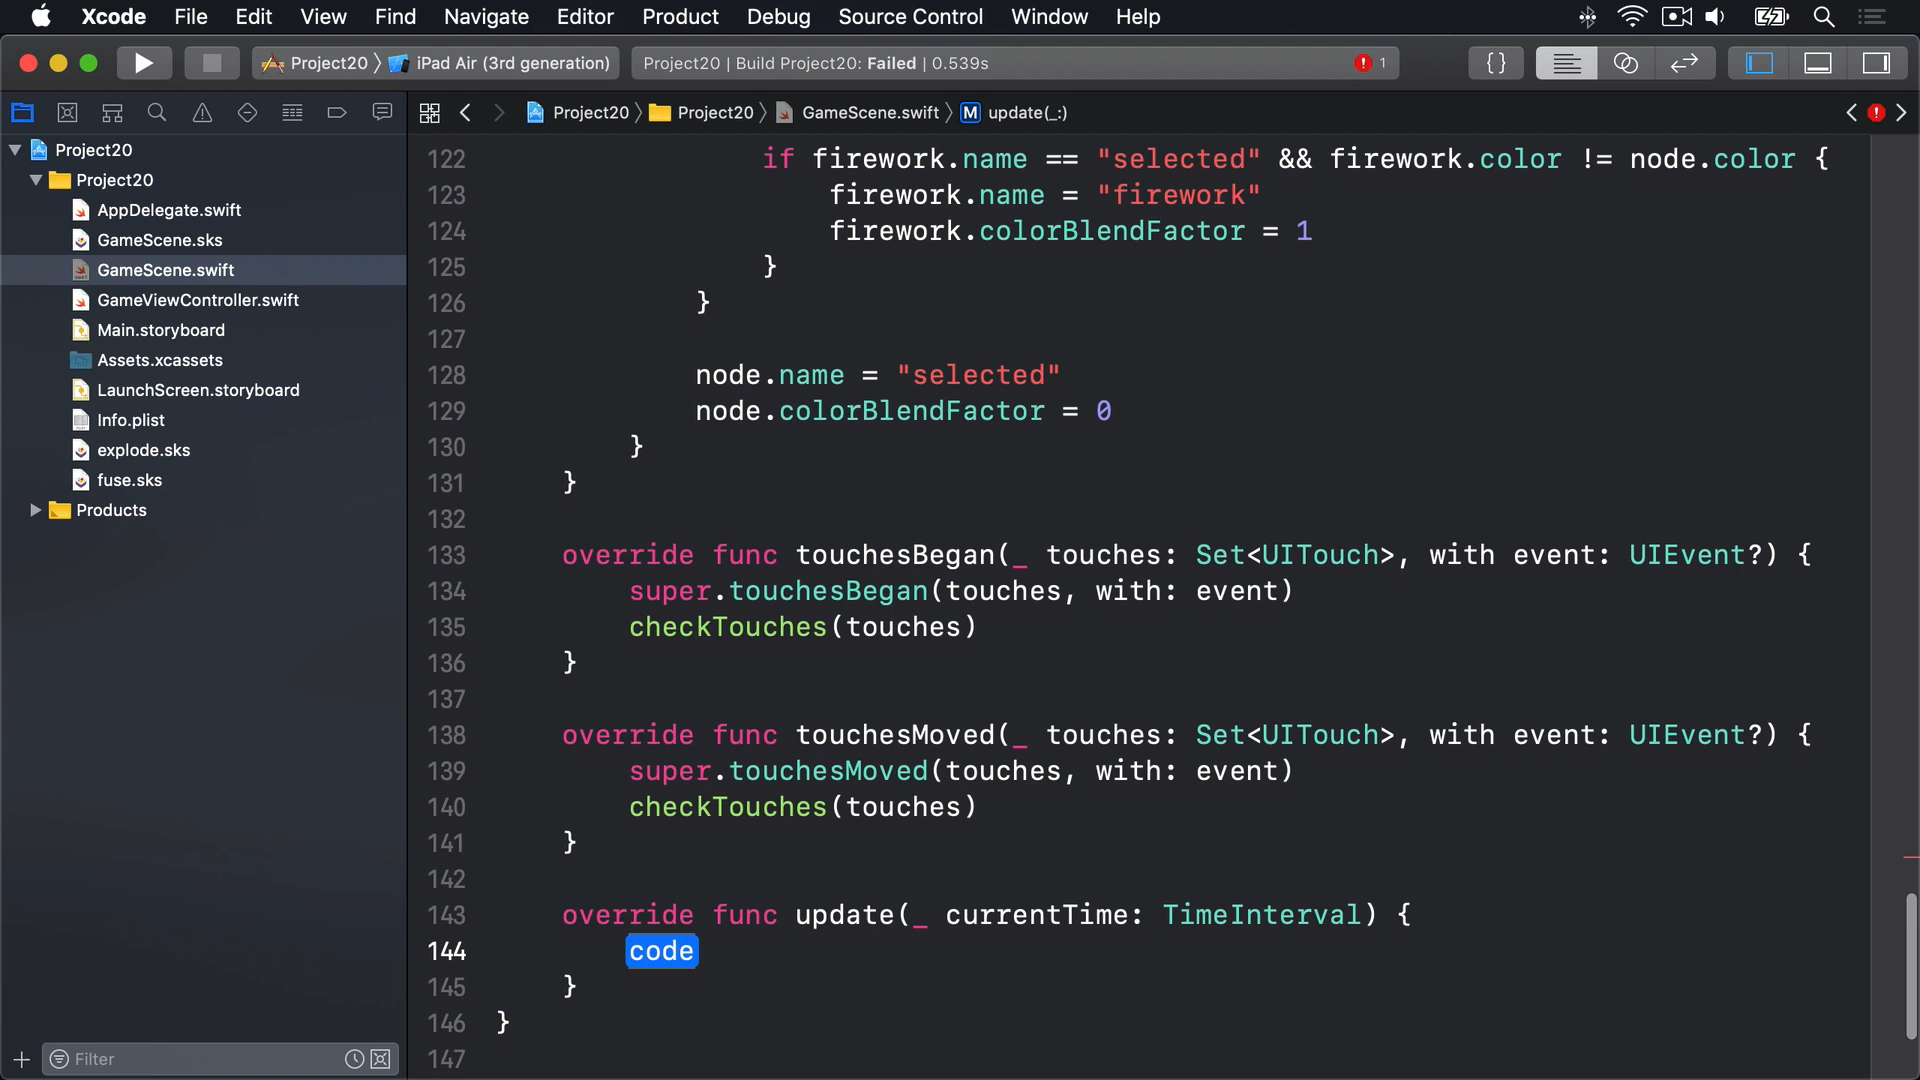 Xcode File Edit View Find Navigate Editor Product Debug Source Control Window Help
Project20 iPad Air (3rd generation) Project20 | Build Project20: Failed | 0.539s 1
Project20 Project20 GameScene.swift M update(_:)
Project20
Project20
AppDelegate.swift
GameScene.sks
GameScene.swift
GameViewController.swift
Main.storyboard
Assets.xcassets
LaunchScreen.storyboard
Info.plist
explode.sks
fuse.sks
Products
Filter
122 if firework.name == "selected" && firework.color != node.color {
123 firework.name = "firework"
124 firework.colorBlendFactor = 1
125 }
126 }
127
128 node.name = "selected"
129 node.colorBlendFactor = 0
130 }
131 }
132
133 override func touchesBegan(_ touches: Set<UITouch>, with event: UIEvent?) {
134 super.touchesBegan(touches, with: event)
135 checkTouches(touches)
136 }
137
138 override func touchesMoved(_ touches: Set<UITouch>, with event: UIEvent?) {
139 super.touchesMoved(touches, with: event)
140 checkTouches(touches)
141 }
142
143 override func update(_ currentTime: TimeInterval) {
144 code
145 }
146 }
147